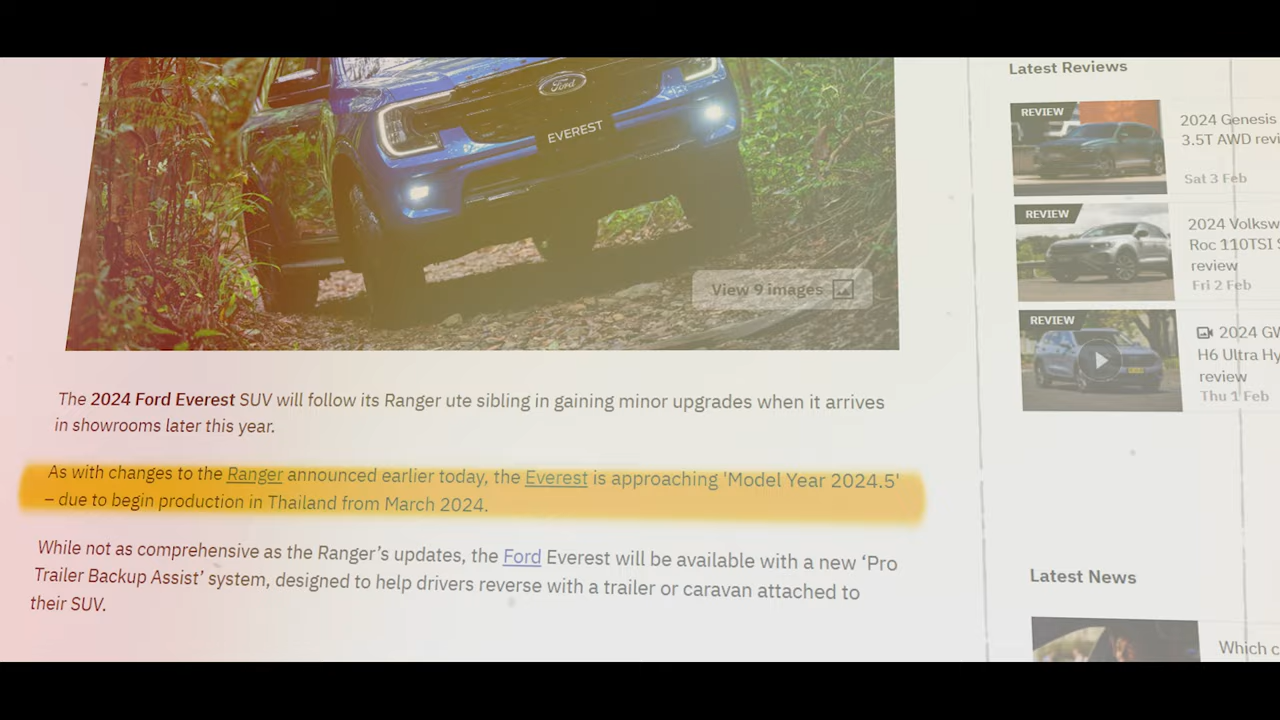 Ford
EVEREST
View 9 images
The 2024 Ford Everest SUV will follow its Ranger ute sibling in gaining minor upgrades when it arrives
in showrooms later this year.
As with changes to the Ranger announced earlier today, the Everest is approaching 'Model Year 2024.5'
– due to begin production in Thailand from March 2024.
While not as comprehensive as the Ranger's updates, the Ford Everest will be available with a new ‘Pro
Trailer Backup Assist’ system, designed to help drivers reverse with a trailer or caravan attached to
their SUV.
Latest Reviews
REVIEW
2024 Genesis
3.5T AWD revi
Sat 3 Feb
REVIEW
2024 Volksw
Roc 110TSI S
review
Fri 2 Feb
REVIEW
2024 GW
H6 Ultra Hy
review
Thu 1 Feb
Latest News
Which c